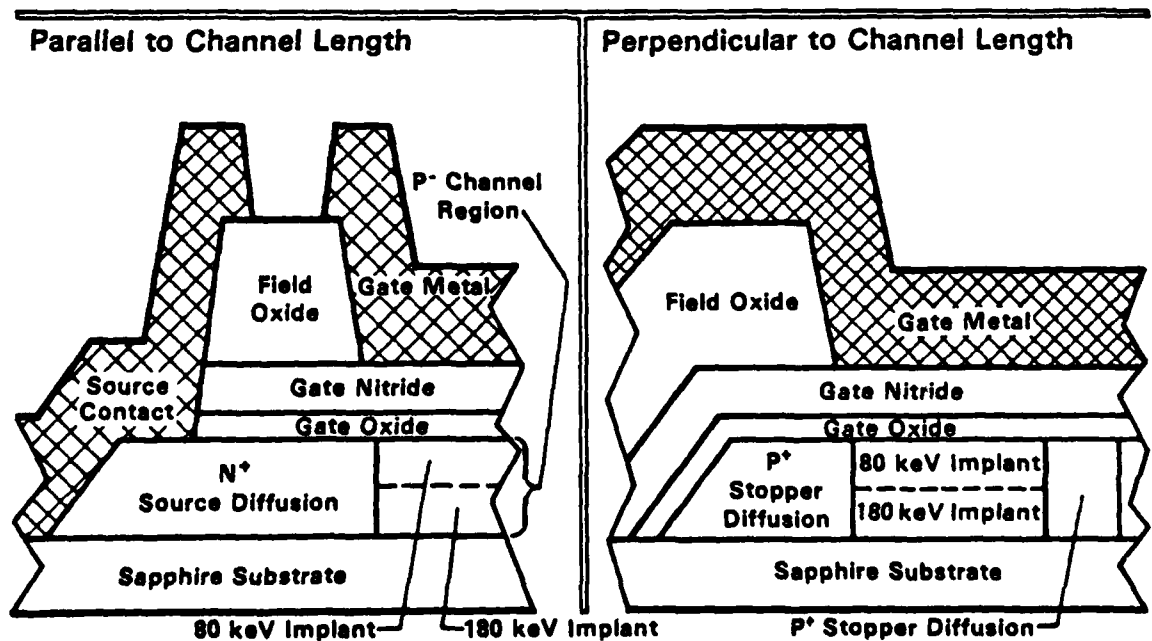 Parallel to Channel Length
P- Channel
Region
Field
Oxide
Gate Metal
Source
Contact
Gate Nitride
Gate Oxide
N+
Source Diffusion
Sapphire Substrate
80 keV Implant
180 keV Implant
Perpendicular to Channel Length
Field Oxide
Gate Metal
Gate Nitride
Gate Oxide
P+
Stopper
Diffusion
80 keV Implant
180 keV Implant
Sapphire Substrate
P+ Stopper Diffusion